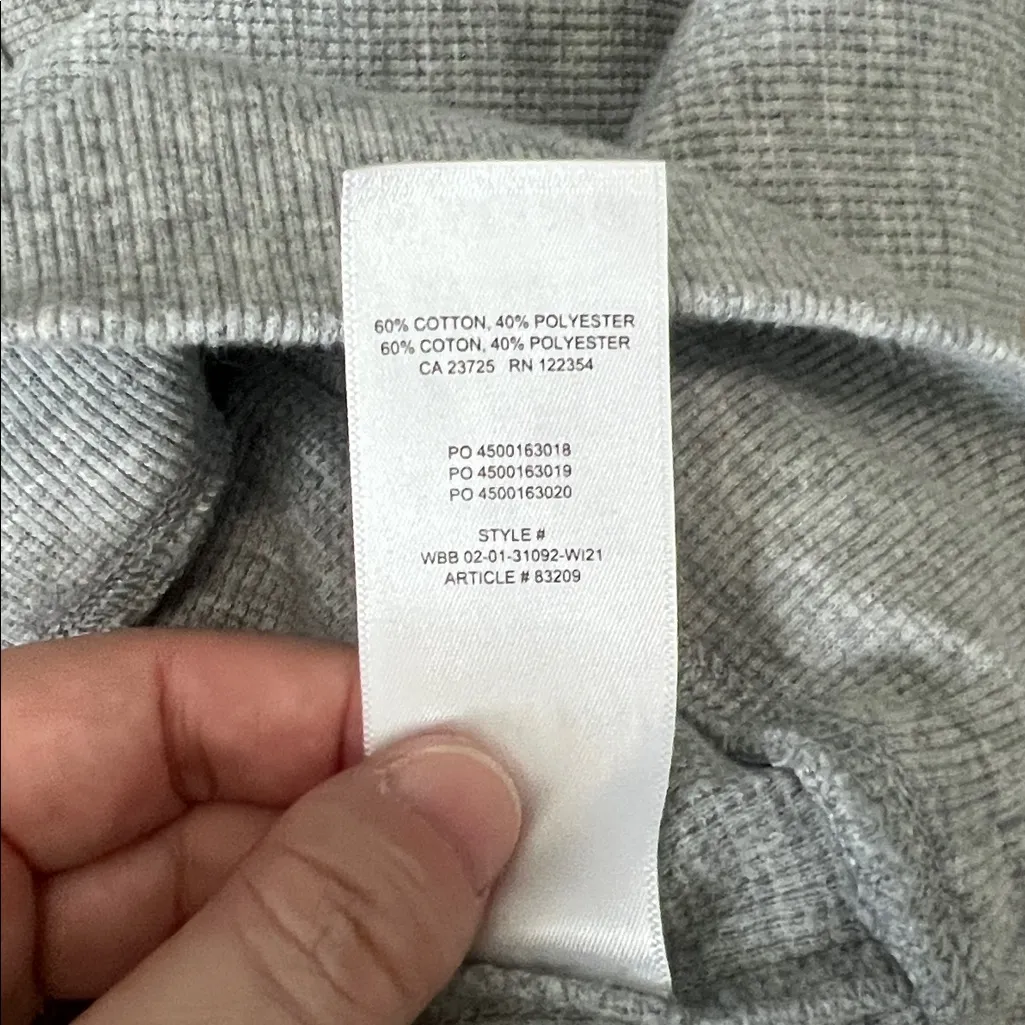 60% COTTON, 40% POLYESTER
60% COTON, 40% POLYESTER
CA 23725 RN 122354
PO 4500163018
PO 4500163019
PO 4500163020
STYLE #
WBB 02-01-31092-WI21
ARTICLE # 83209